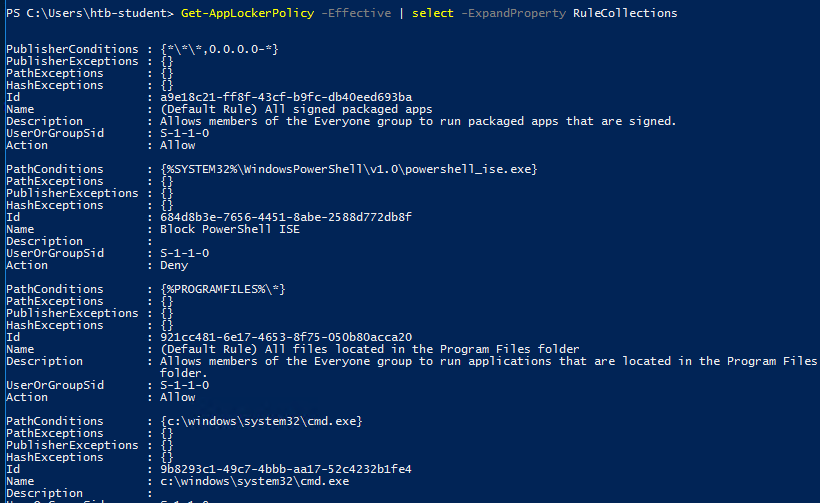 PS C:\Users\htb-student> Get-AppLockerPolicy -Effective | select -ExpandProperty RuleCollections
PublisherConditions : {*\*\*,0.0.0.0-*}
PublisherExceptions : {}
PathExceptions : {}
HashExceptions : {}
Id : a9e18c21-ff8f-43cf-b9fc-db40eed693ba
Name : (Default Rule) All signed packaged apps
Description : Allows members of the Everyone group to run packaged apps that are signed.
UserOrGroupSid : S-1-1-0
Action : Allow
PathConditions : {%SYSTEM32%\WindowsPowerShell\v1.0\powershell_ise.exe}
PathExceptions : {}
PublisherExceptions : {}
HashExceptions : {}
Id : 684d8b3e-7656-4451-8abe-2588d772db8f
Name : Block PowerShell ISE
Description :
UserOrGroupSid : S-1-1-0
Action : Deny
PathConditions : {%PROGRAMFILES%\*}
PathExceptions : {}
PublisherExceptions : {}
HashExceptions : {}
Id : 921cc481-6e17-4653-8f75-050b80acca20
Name : (Default Rule) All files located in the Program Files folder
Description : Allows members of the Everyone group to run applications that are located in the Program Files
folder.
UserOrGroupSid : S-1-1-0
Action : Allow
PathConditions : {c:\windows\system32\cmd.exe}
PathExceptions : {}
PublisherExceptions : {}
HashExceptions : {}
Id : 9b8293c1-49c7-4bbb-aa17-52c4232b1fe4
Name : c:\windows\system32\cmd.exe
Description :
UserOrGroupSid : S-1-1-0